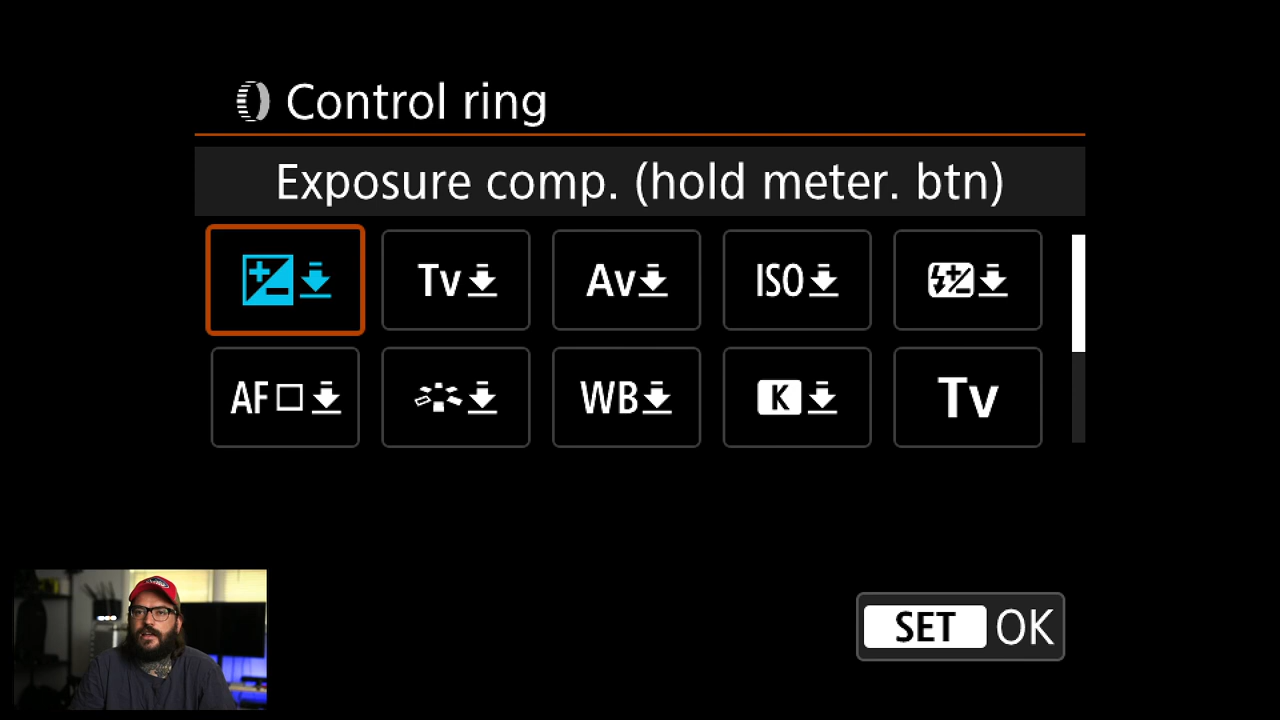 Control ring
Exposure comp. (hold meter. btn)
Tv Av ISO
AF WB K Tv
SET OK